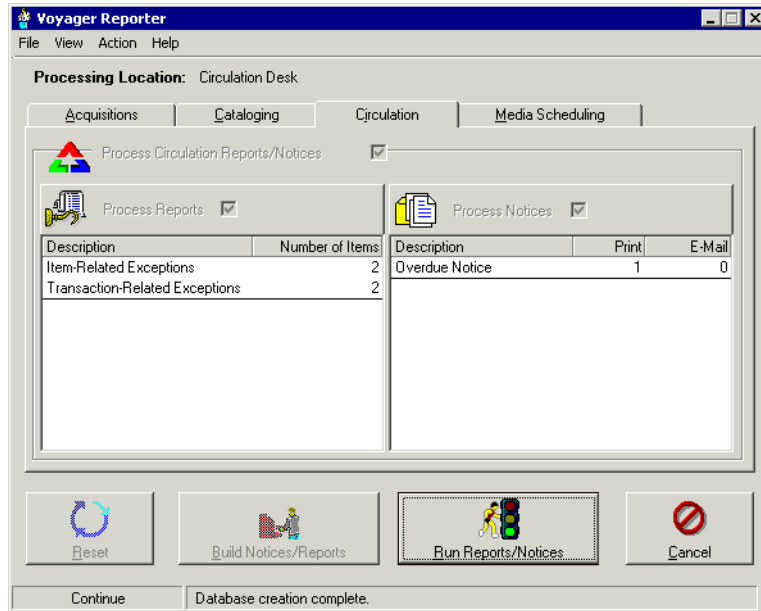 Voyager Reporter
File View Action Help
Processing Location: Circulation Desk
Acquisitions Cataloging Circulation Media Scheduling
Process Circulation Reports/Notices
Process Reports Process Notices
Description Number of Items Description Print E-Mail
Item-Related Exceptions 2 Overdue Notice 1 0
Transaction-Related Exceptions 2
Reset Build Notices/Reports Run Reports/Notices Cancel
Continue Database creation complete.